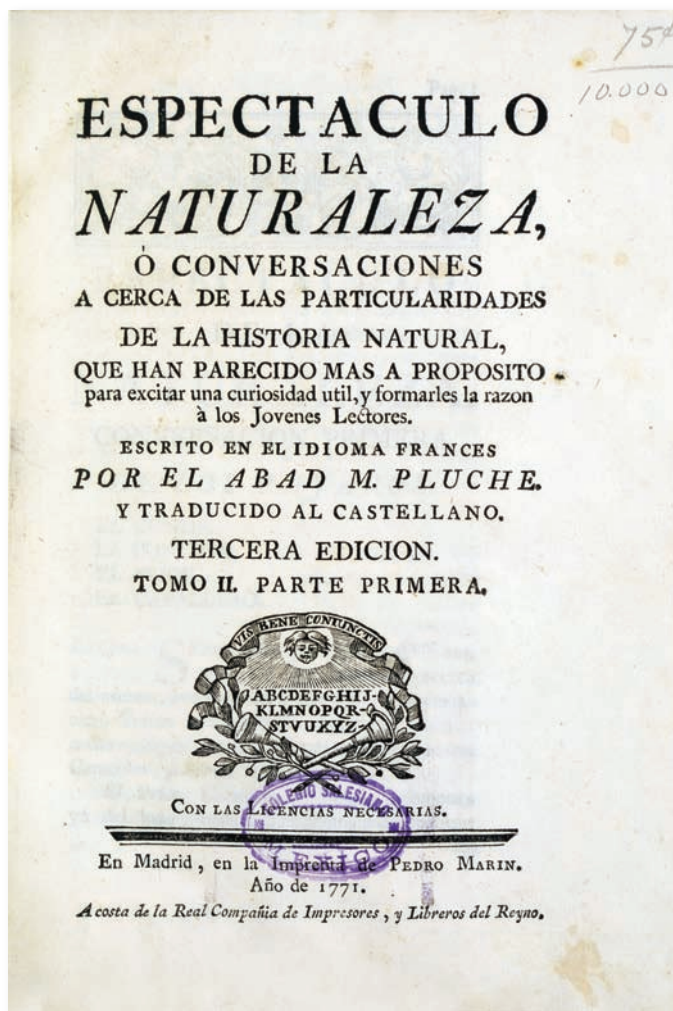 75¢
10.000
ESPECTACULO
DE LA
NATURALEZA,
Ò CONVERSACIONES
A CERCA DE LAS PARTICULARIDADES
DE LA HISTORIA NATURAL,
QUE HAN PARECIDO MAS A PROPOSITO
para excitar una curiosidad util, y formarles la razon
à los Jovenes Lectores.
ESCRITO EN EL IDIOMA FRANCES
POR EL ABAD M. PLUCHE.
Y TRADUCIDO AL CASTELLANO.
TERCERA EDICION.
TOMO II. PARTE PRIMERA.
VIS BENE CONIUNCTIS
ABCDEFGHIJ-
KLMNOPQR-
STVUXYZ
CON LAS LICENCIAS NECESARIAS.
COLEGIO SALESIANO
MEXICO
En Madrid, en la Imprenta de PEDRO MARIN.
Año de 1771.
A costa de la Real Compañia de Impresores, y Libreros del Reyno.